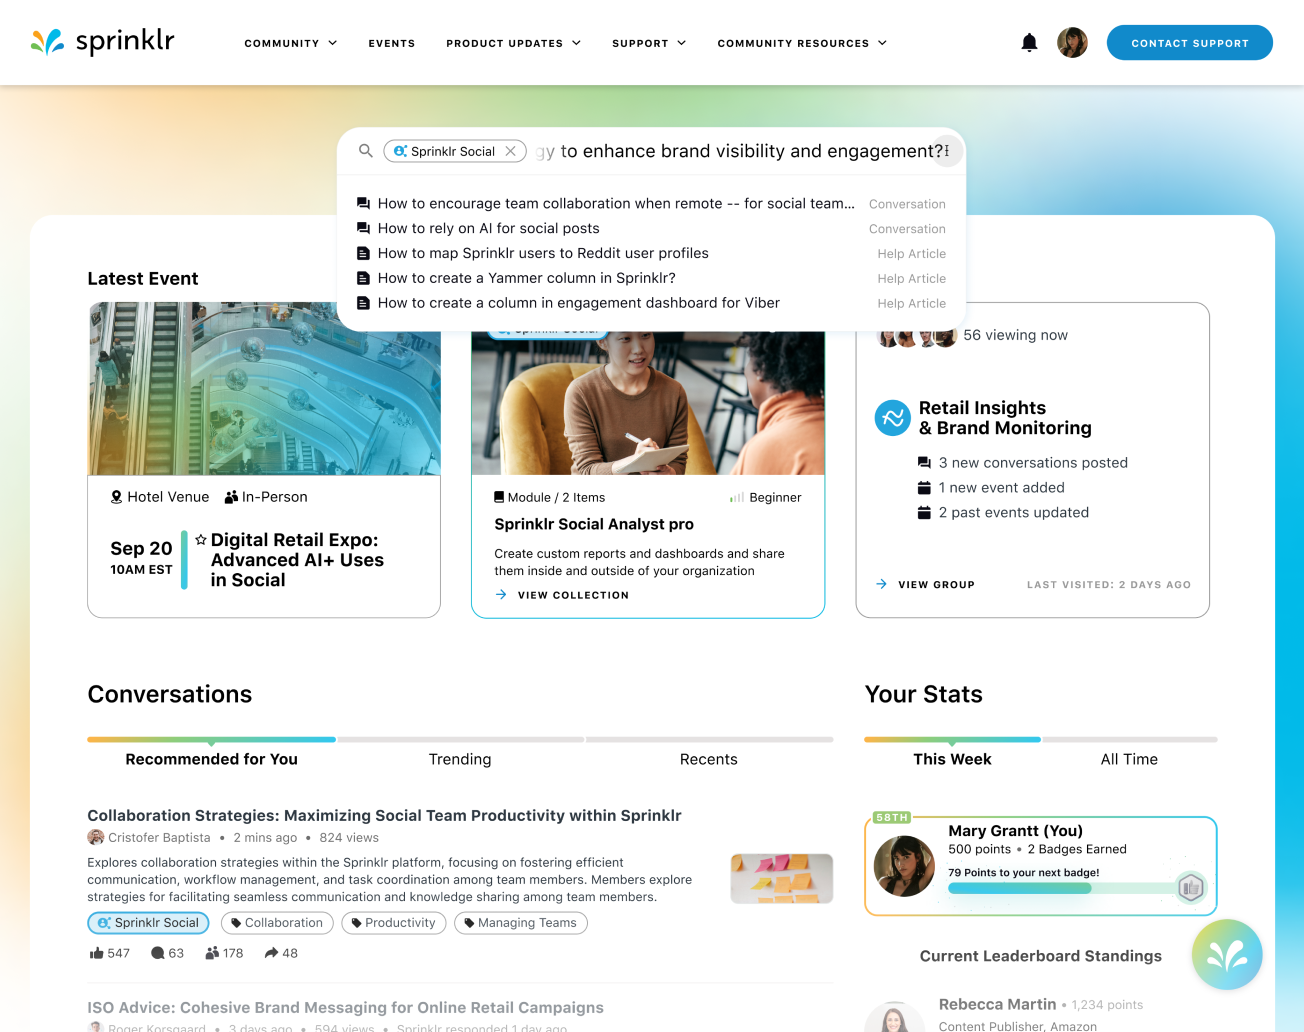 sprinklr
COMMUNITY
EVENTS
PRODUCT UPDATES
SUPPORT
COMMUNITY RESOURCES
CONTACT SUPPORT
Sprinklr Social
gy to enhance brand visibility and engagement?
How to encourage team collaboration when remote -- for social team... Conversation
How to rely on AI for social posts Conversation
How to map Sprinklr users to Reddit user profiles Help Article
How to create a Yammer column in Sprinklr? Help Article
How to create a column in engagement dashboard for Viber Help Article
Latest Event
Hotel Venue In-Person
Sep 20
10AM EST
Digital Retail Expo:
Advanced AI+ Uses
in Social
Sprinklr Social
Module / 2 Items Beginner
Sprinklr Social Analyst pro
Create custom reports and dashboards and share
them inside and outside of your organization
VIEW COLLECTION
56 viewing now
Retail Insights
& Brand Monitoring
3 new conversations posted
1 new event added
2 past events updated
VIEW GROUP LAST VISITED: 2 DAYS AGO
Conversations
Recommended for You Trending Recents
Collaboration Strategies: Maximizing Social Team Productivity within Sprinklr
Cristofer Baptista • 2 mins ago • 824 views
Explores collaboration strategies within the Sprinklr platform, focusing on fostering efficient
communication, workflow management, and task coordination among team members. Members explore
strategies for facilitating seamless communication and knowledge sharing among team members.
Sprinklr Social Collaboration Productivity Managing Teams
547 63 178 48
ISO Advice: Cohesive Brand Messaging for Online Retail Campaigns
Roger Korsgaard • 3 days ago • 594 views • Sprinklr responded 1 day ago
Your Stats
This Week All Time
58TH
Mary Grantt (You)
500 points • 2 Badges Earned
79 Points to your next badge!
Current Leaderboard Standings
Rebecca Martin • 1,234 points
Content Publisher, Amazon